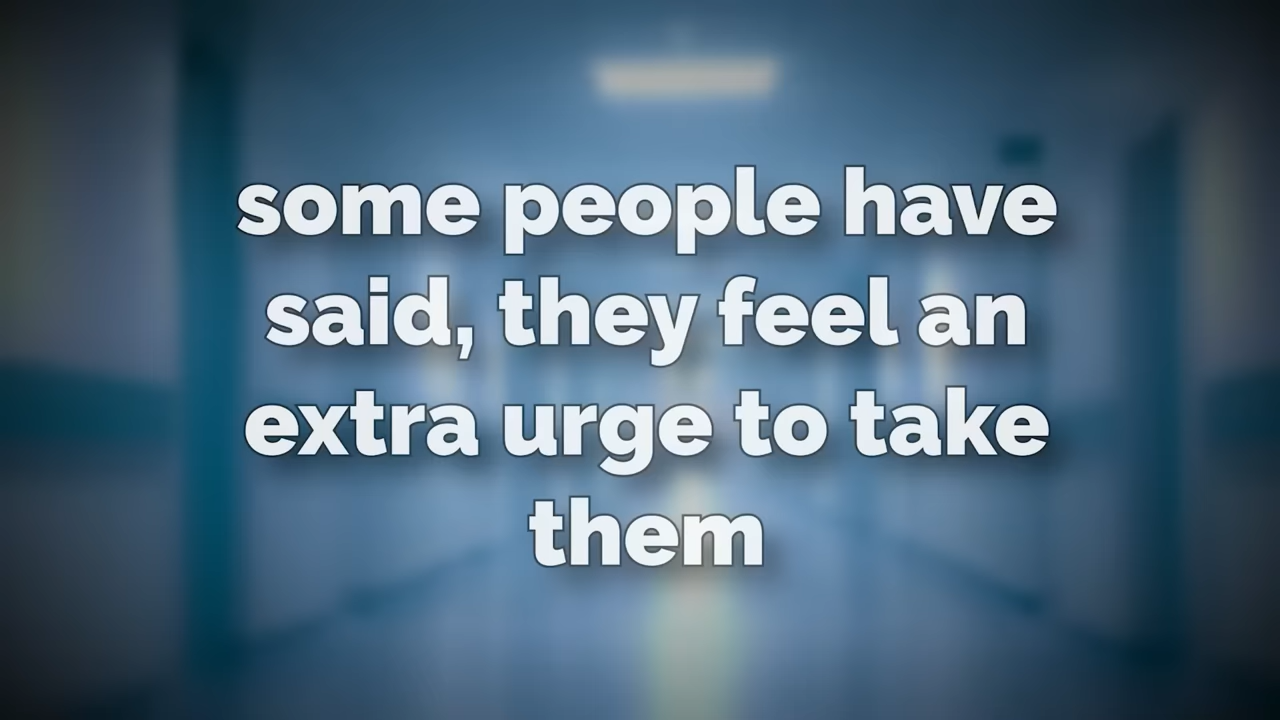 some people have
said, they feel an
extra urge to take
them